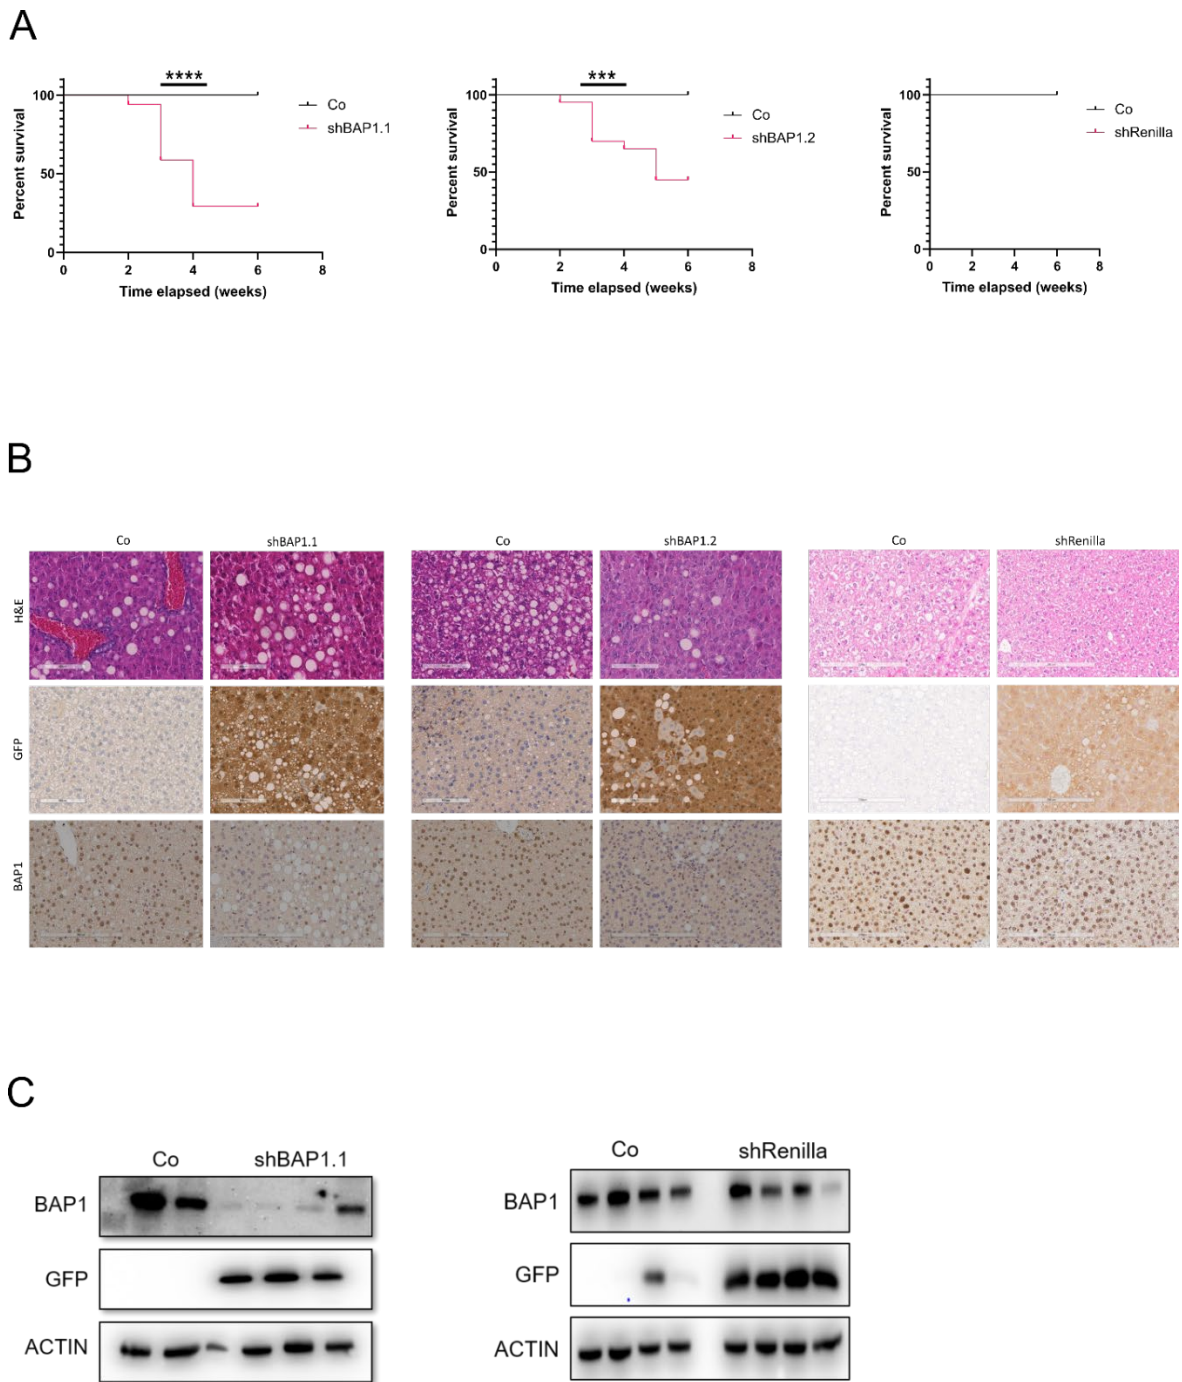 A
****
100
50
0
0 2 4 6 8
Percent survival
Time elapsed (weeks)
Co
shBAP1.1
***
100
50
0
0 2 4 6 8
Percent survival
Time elapsed (weeks)
Co
shBAP1.2
100
50
0
0 2 4 6 8
Percent survival
Time elapsed (weeks)
Co
shRenilla
B
Co shBAP1.1 Co shBAP1.2 Co shRenilla
H&E
GFP
BAP1
C
Co shBAP1.1
BAP1
GFP
ACTIN
Co shRenilla
BAP1
GFP
ACTIN